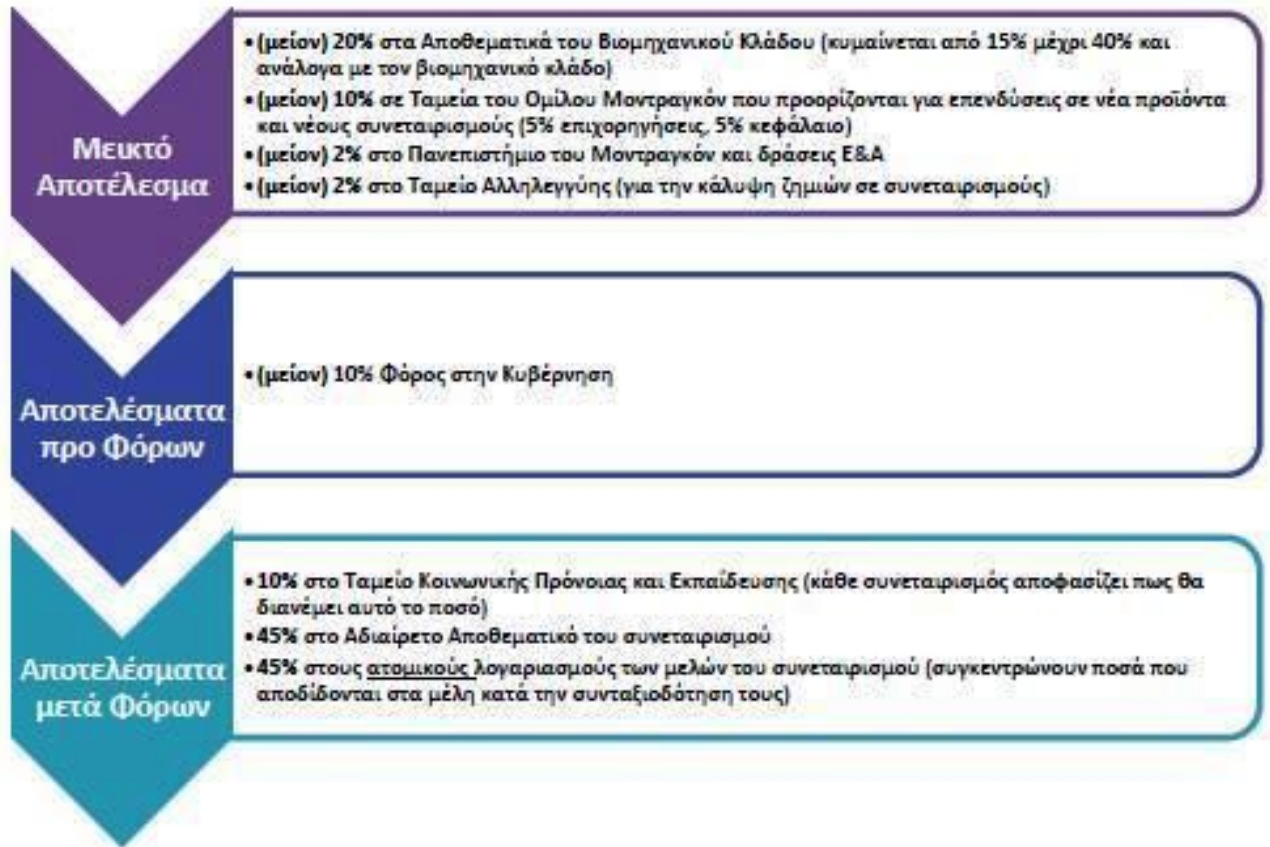 Μεικτό
Αποτέλεσμα
• (μείον) 20% στα Αποθεματικά του Βιομηχανικού Κλάδου (κυμαίνεται από 15% μέχρι 40% και
ανάλογα με τον βιομηχανικό κλάδο)
• (μείον) 10% σε Ταμεία του Ομίλου Μοντραγκόν που προορίζονται για επενδύσεις σε νέα προϊόντα
και νέους συνεταιρισμούς (5% επιχορηγήσεις, 5% κεφάλαιο)
• (μείον) 2% στο Πανεπιστήμιο του Μοντραγκόν και δράσεις Ε&Α
• (μείον) 2% στο Ταμείο Αλληλεγγύης (για την κάλυψη ζημιών σε συνεταιρισμούς)
Αποτελέσματα
προ Φόρων
• (μείον) 10% Φόρος στην Κυβέρνηση
Αποτελέσματα
μετά Φόρων
• 10% στο Ταμείο Κοινωνικής Πρόνοιας και Εκπαίδευσης (κάθε συνεταιρισμός αποφασίζει πως θα
διανέμει αυτό το ποσό)
• 45% στο Αδιαίρετο Αποθεματικό του συνεταιρισμού
• 45% στους ατομικούς λογαριασμούς των μελών του συνεταιρισμού (συγκεντρώνουν ποσά που
αποδίδονται στα μέλη κατά την συνταξιοδότηση τους)